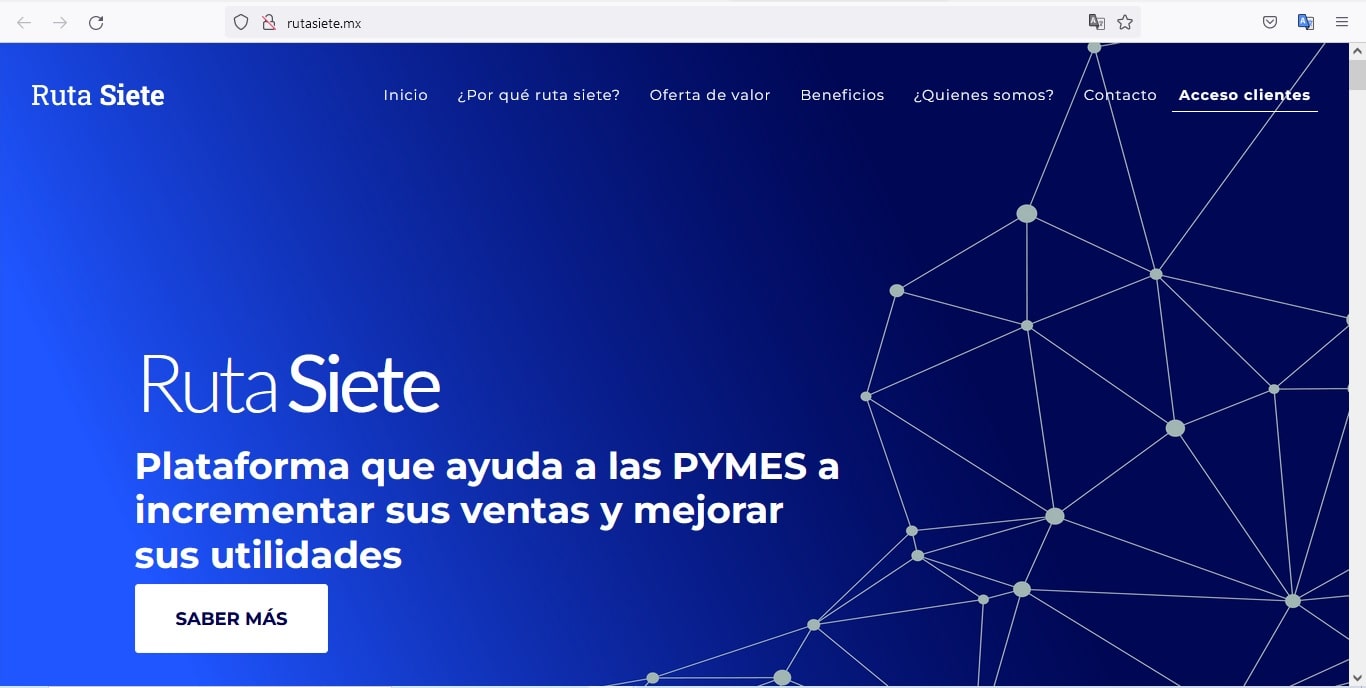 rutasiete.mx
Ruta Siete
Inicio ¿Por qué ruta siete? Oferta de valor Beneficios ¿Quienes somos? Contacto Acceso clientes
Ruta Siete
Plataforma que ayuda a las PYMES a
incrementar sus ventas y mejorar
sus utilidades
SABER MÁS